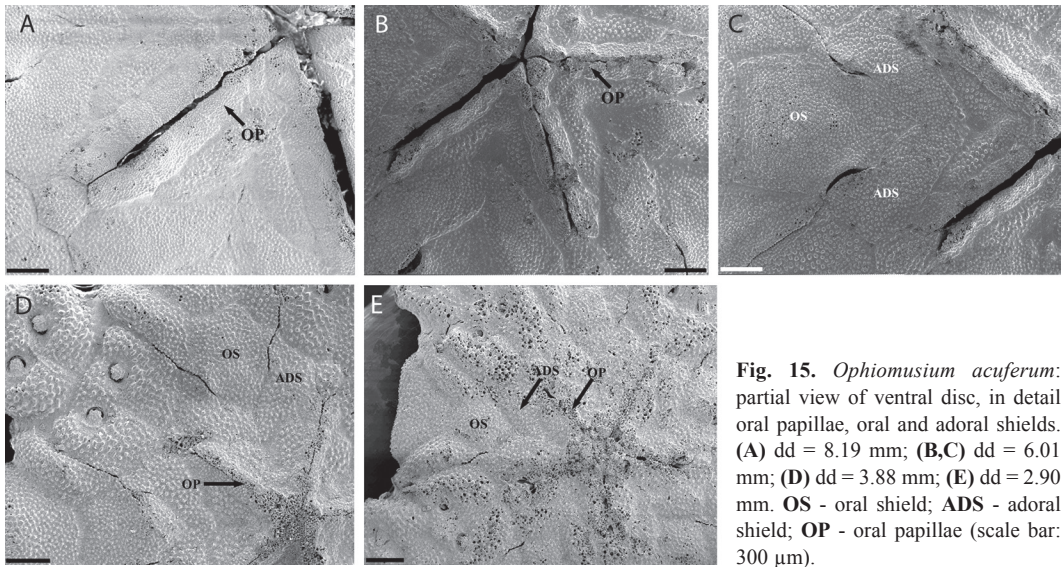 A
OP
B
OP
C
ADS
OS
ADS
D
OS
ADS
OP
E
ADS
OP
OS
Fig. 15. Ophiomusium acuferum:
partial view of ventral disc, in detail
oral papillae, oral and adoral shields.
(A) dd = 8.19 mm; (B,C) dd = 6.01
mm; (D) dd = 3.88 mm; (E) dd = 2.90
mm. OS - oral shield; ADS - adoral
shield; OP - oral papillae (scale bar:
300 µm).